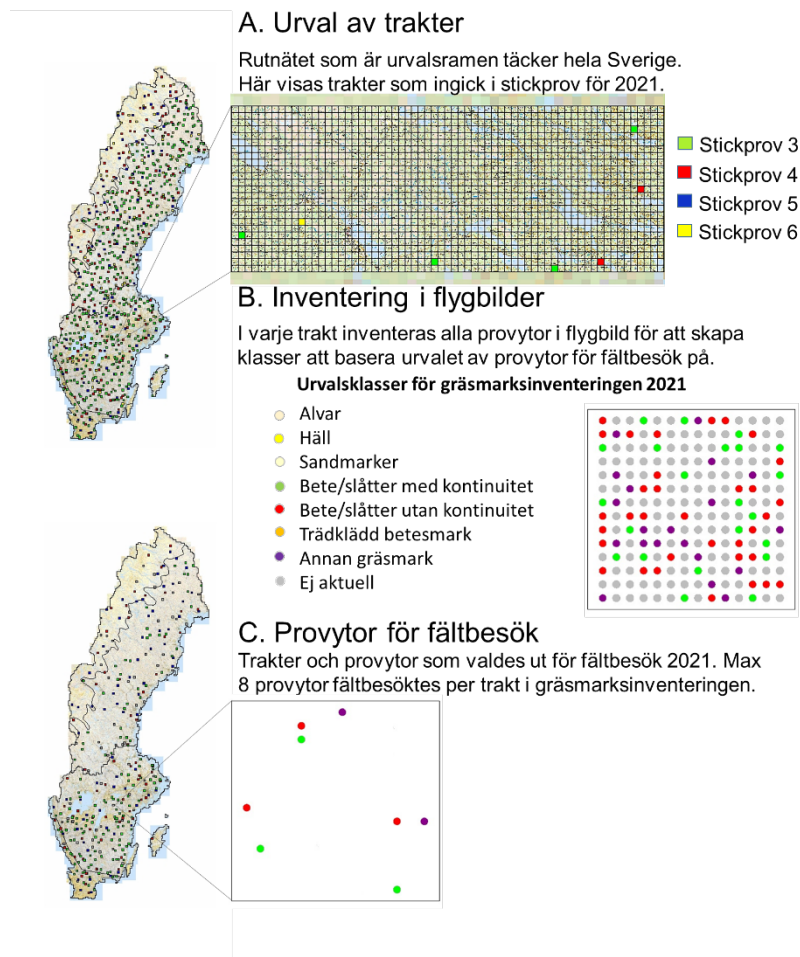 A. Urval av trakter
Rutnätet som är urvalsramen täcker hela Sverige.
Här visas trakter som ingick i stickprov för 2021.
Stickprov 3
Stickprov 4
Stickprov 5
Stickprov 6
B. Inventering i flygbilder
I varje trakt inventeras alla provytor i flygbild för att skapa
klasser att basera urvalet av provytor för fältbesök på.
Urvalsklasser för gräsmarksinventeringen 2021
Alvar
Häll
Sandmarker
Bete/slåtter med kontinuitet
Bete/slåtter utan kontinuitet
Trädklädd betesmark
Annan gräsmark
Ej aktuell
C. Provytor för fältbesök
Trakter och provytor som valdes ut för fältbesök 2021. Max
8 provytor fältbesöktes per trakt i gräsmarksinventeringen.